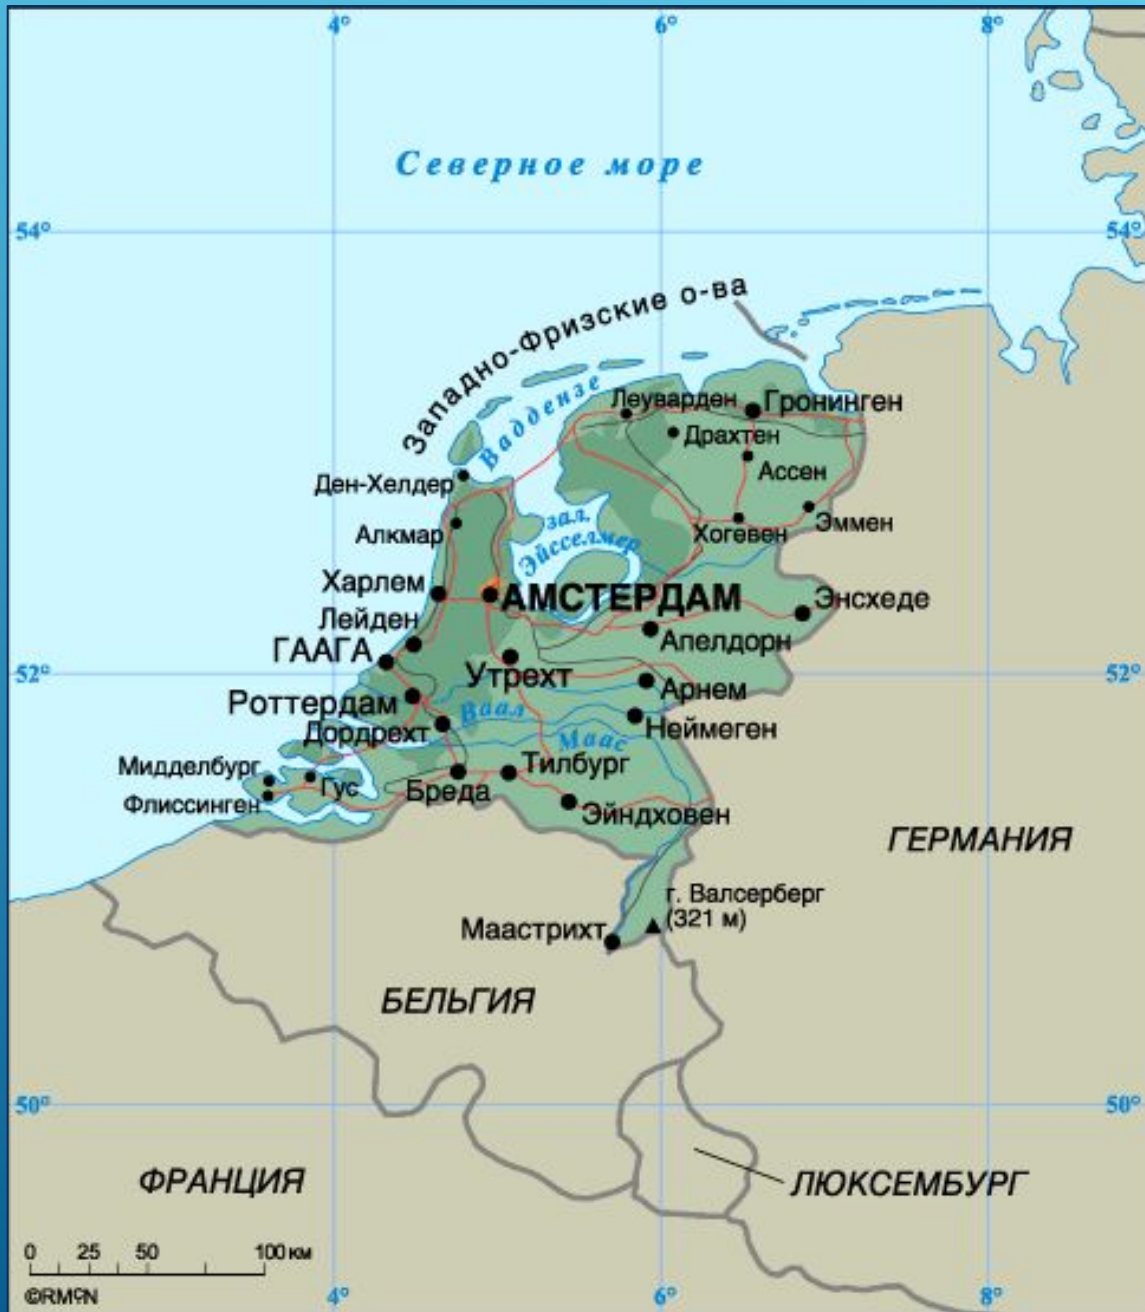 4°
6°
8°
Северное море
54°
54°
Западно-Фризские о-ва
Ваддензе
Леуварден
Гронинген
Драхтен
Ассен
Ден-Хелдер
зал.
Эйсселмер
Эммен
Хогевен
Алкмар
Харлем
АМСТЕРДАМ
Энсхеде
Лейден
Апелдорн
ГААГА
Утрехт
52°
52°
Арнем
Роттердам
Ваал
Неймеген
Дордрехт
Маас
Мидделбург
Гус
Тилбург
Флиссинген
Бреда
Эйндховен
ГЕРМАНИЯ
г. Валсерберг
(321 м)
Маастрихт
БЕЛЬГИЯ
50°
50°
ФРАНЦИЯ
ЛЮКСЕМБУРГ
0 25 50 100 км
©RMcN
4°
6°
8°